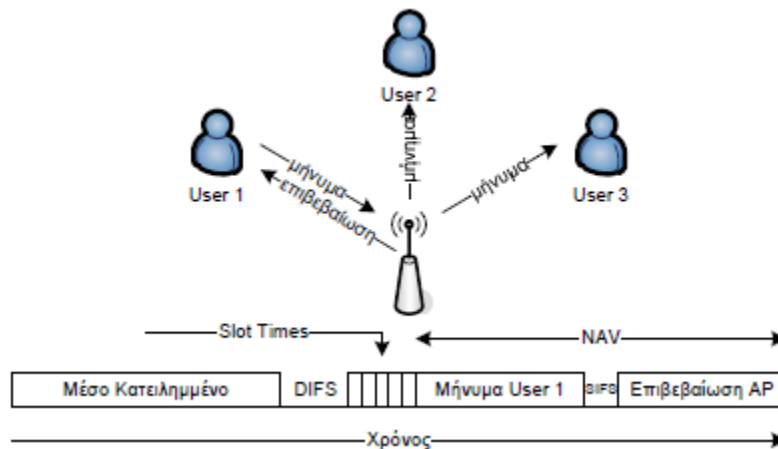 User 2
User 1
μήνυμα
επιβεβαίωση
μήνυμα
μήνυμα
User 3
Slot Times
NAV
Μέσο Κατειλημμένο DIFS Μήνυμα User 1 SIFS Επιβεβαίωση AP
Χρόνος